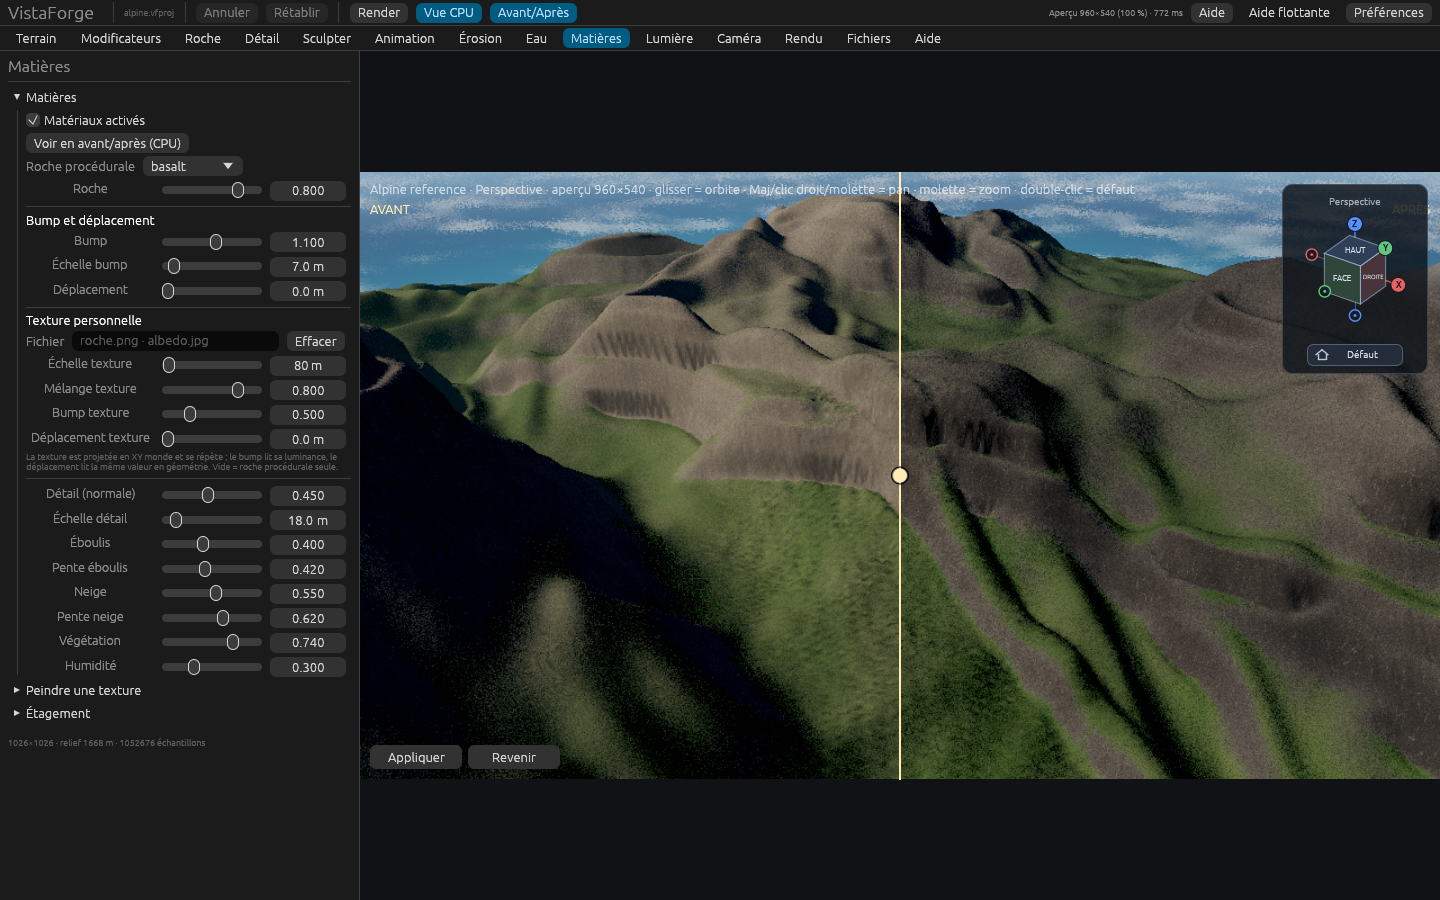 VistaForge alpine.vfproj Annuler Rétablir Render Vue CPU Avant/Après Aperçu 960×540 (100 %) · 772 ms Aide Aide flottante Préférences
Terrain Modificateurs Roche Détail Sculpter Animation Érosion Eau Matières Lumière Caméra Rendu Fichiers Aide
Matières
Matières
Matériaux activés
Voir en avant/après (CPU)
Roche procédurale basalt
Roche 0.800
Bump et déplacement
Bump 1.100
Échelle bump 7.0 m
Déplacement 0.0 m
Texture personnelle
Fichier roche.png · albedo.jpg Effacer
Échelle texture 80 m
Mélange texture 0.800
Bump texture 0.500
Déplacement texture 0.0 m
La texture est projetée en XY monde et se répète ; le bump lit sa luminance, le
déplacement lit la même valeur en géométrie. Vide = roche procédurale seule.
Détail (normale) 0.450
Échelle détail 18.0 m
Éboulis 0.400
Pente éboulis 0.420
Neige 0.550
Pente neige 0.620
Végétation 0.740
Humidité 0.300
Peindre une texture
Étagement
1026×1026 · relief 1668 m · 1052676 échantillons
Alpine reference · Perspective · aperçu 960×540 · glisser = orbite · Maj/clic droit/molette = pan · molette = zoom · double-clic = défaut
AVANT
APRÈS
Perspective
Z
HAUT
Y
FACE
DROITE
X
Défaut
Appliquer Revenir